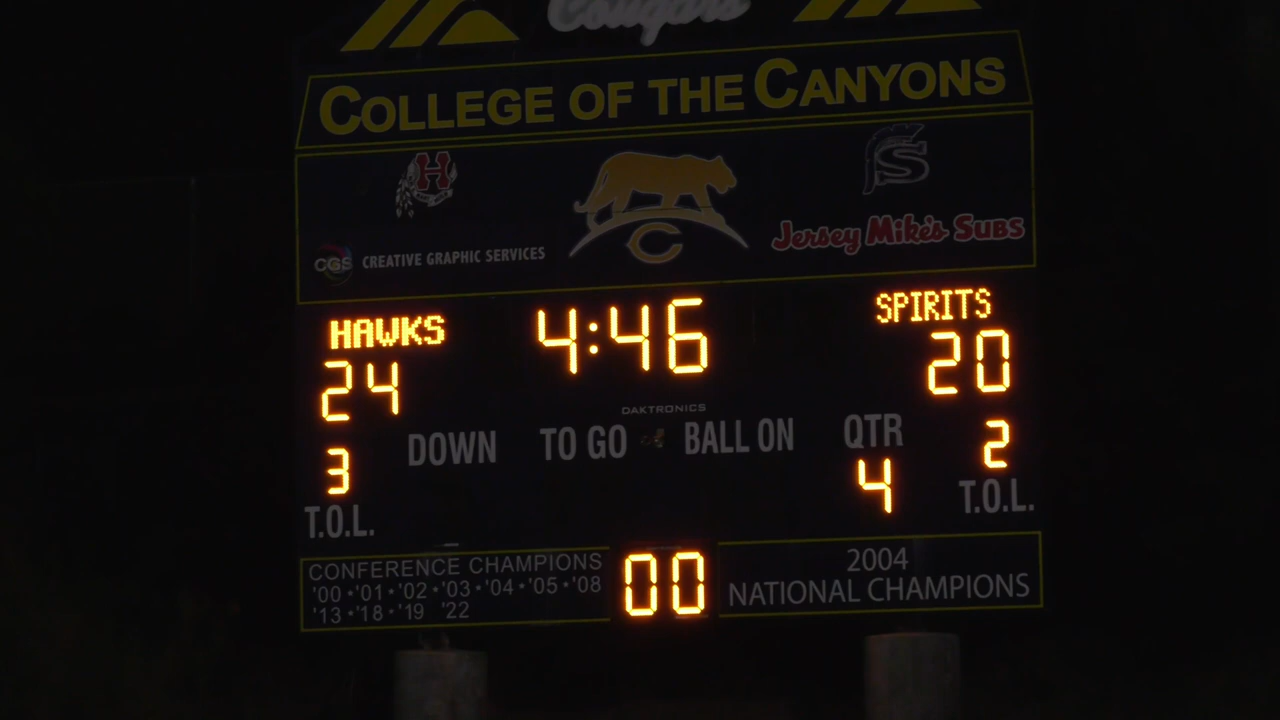 Cougars
COLLEGE OF THE CANYONS
H
S
CGS CREATIVE GRAPHIC SERVICES
C
JERSEY MIKE'S SUBS
HAWKS
4:46
SPIRITS
24
20
DAKTRONICS
DOWN TO GO BALL ON QTR
3
4
2
T.O.L.
T.O.L.
CONFERENCE CHAMPIONS
'00 • '01 • '02 • '03 • '04 • '05 • '08
'13 • '18 • '19 '22
00
2004
NATIONAL CHAMPIONS